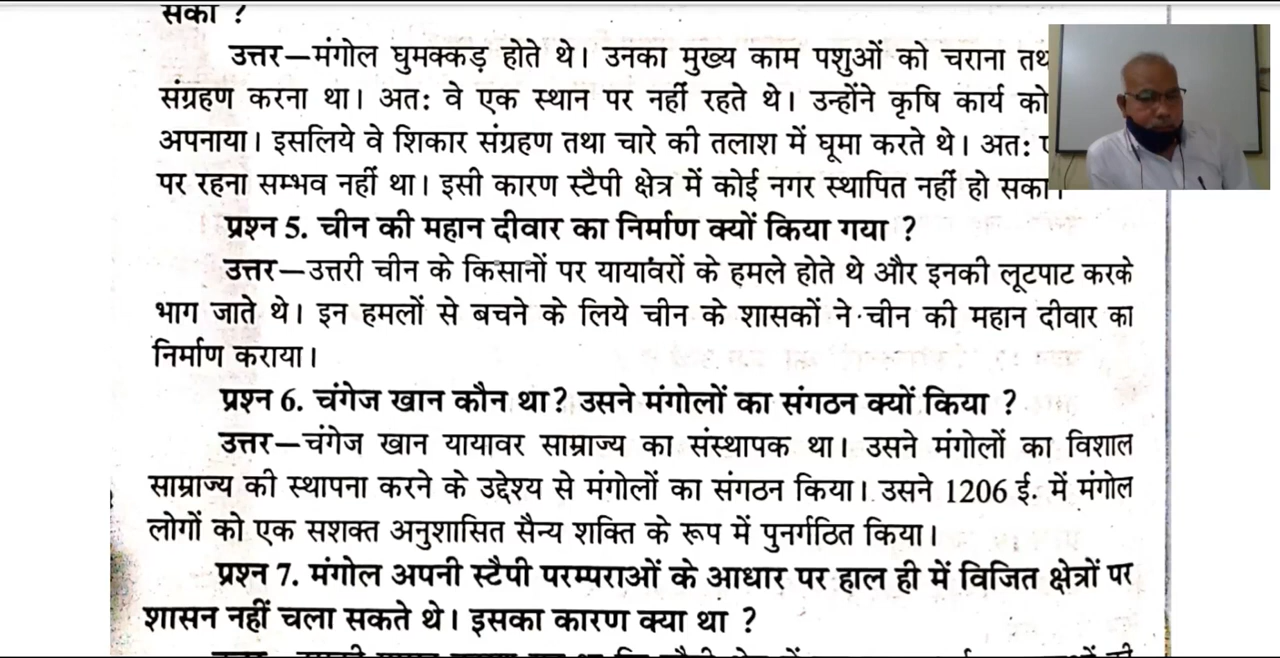 सका ?
उत्तर—मंगोल घुमक्कड़ होते थे। उनका मुख्य काम पशुओं को चराना
संग्रहण करना था। अतः वे एक स्थान पर नहीं रहते थे। उन्होंने कृषि कार्य को
अपनाया। इसलिये वे शिकार संग्रहण तथा चारे की तलाश में घूमा करते थे। अतः
पर रहना सम्भव नहीं था। इसी कारण स्टैपी क्षेत्र में कोई नगर स्थापित नहीं हो सका।
प्रश्न 5. चीन की महान दीवार का निर्माण क्यों किया गया ?
उत्तर—उत्तरी चीन के किसानों पर यायावरों के हमले होते थे और इनकी लूटपाट करके
भाग जाते थे। इन हमलों से बचने के लिये चीन के शासकों ने चीन की महान दीवार का
निर्माण कराया।
प्रश्न 6. चंगेज खान कौन था? उसने मंगोलों का संगठन क्यों किया ?
उत्तर—चंगेज खान यायावर साम्राज्य का संस्थापक था। उसने मंगोलों का विशाल
साम्राज्य की स्थापना करने के उद्देश्य से मंगोलों का संगठन किया। उसने 1206 ई. में मंगोल
लोगों को एक सशक्त अनुशासित सैन्य शक्ति के रूप में पुनर्गठित किया।
प्रश्न 7. मंगोल अपनी स्टैपी परम्पराओं के आधार पर हाल ही में विजित क्षेत्रों पर
शासन नहीं चला सकते थे। इसका कारण क्या था ?